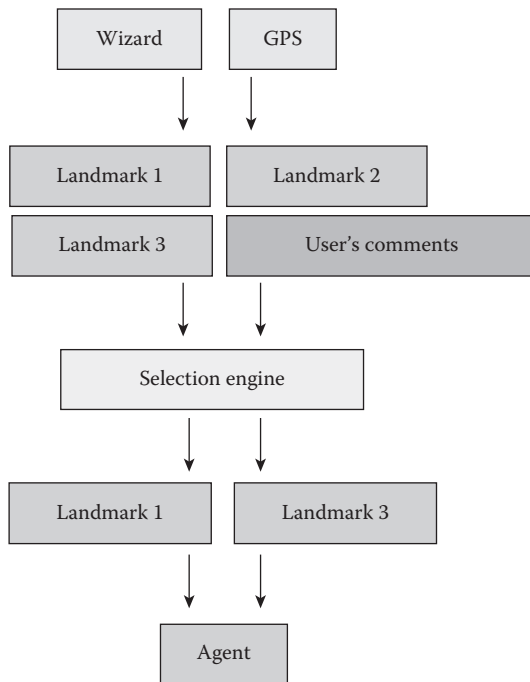 Wizard
GPS
Landmark 1
Landmark 2
Landmark 3
User's comments
Selection engine
Landmark 1
Landmark 3
Agent